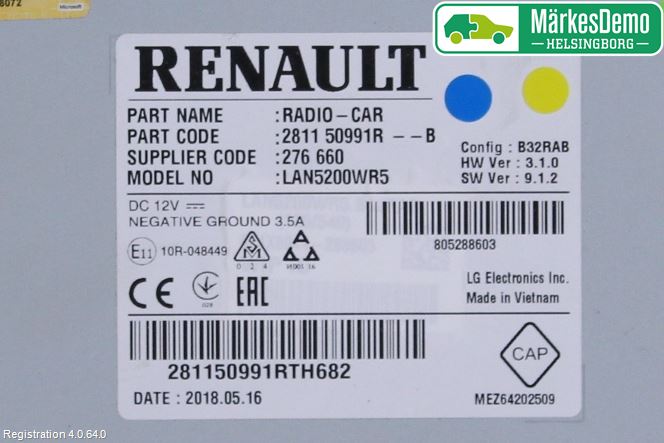 8072
Microsoft
MärkesDemo
HELSINGBORG
RENAULT
PART NAME :RADIO-CAR
PART CODE :2811 50991R --B
SUPPLIER CODE :276 660
MODEL NO :LAN5200WR5
Config : B32RAB
HW Ver : 3.1.0
SW Ver : 9.1.2
DC 12V
NEGATIVE GROUND 3.5A
805288603
E11 10R-048449
024
028
EAC
CE
LG Electronics Inc.
Made in Vietnam
281150991RTH682
CAP
DATE : 2018.05.16
MEZ64202509
Registration 4.0.64.0